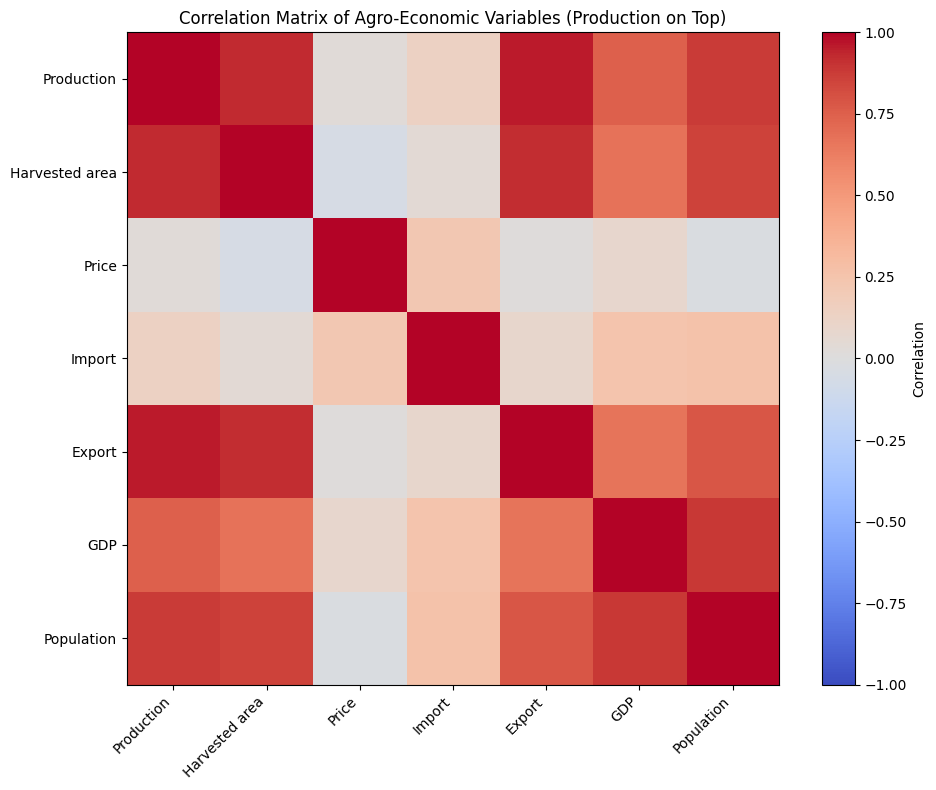 Correlation Matrix of Agro-Economic Variables (Production on Top)
Production
Harvested area
Price
Import
Export
GDP
Population
Production
Harvested area
Price
Import
Export
GDP
Population
1.00
0.75
0.50
0.25
0.00
−0.25
−0.50
−0.75
−1.00
Correlation